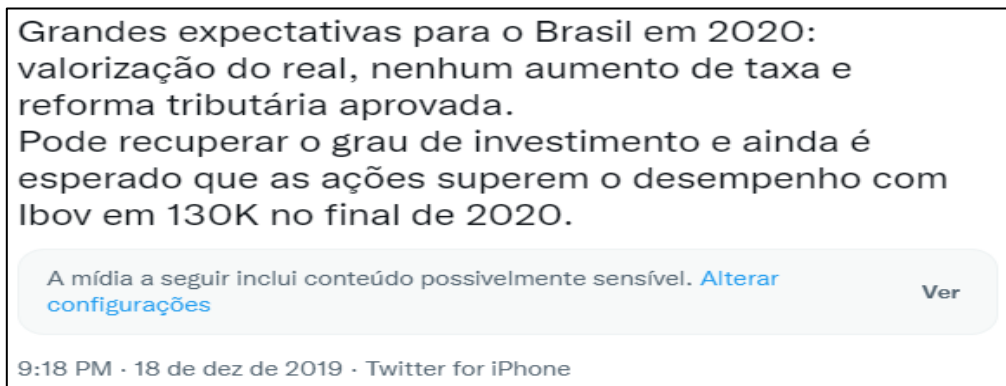 Grandes expectativas para o Brasil em 2020:
valorização do real, nenhum aumento de taxa e
reforma tributária aprovada.
Pode recuperar o grau de investimento e ainda é
esperado que as ações superem o desempenho com
Ibov em 130K no final de 2020.
A mídia a seguir inclui conteúdo possivelmente sensível. Alterar
configurações
Ver
9:18 PM · 18 de dez de 2019 · Twitter for iPhone